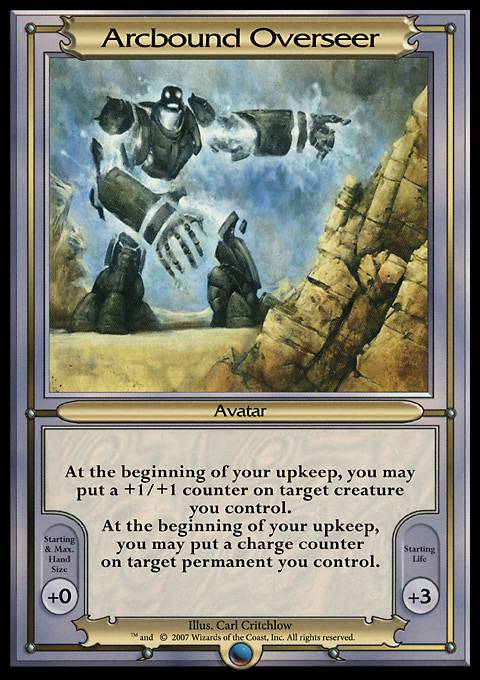 Arcbound Overseer
Avatar
At the beginning of your upkeep, you may
put a +1/+1 counter on target creature
you control.
At the beginning of your upkeep,
you may put a charge counter
on target permanent you control.
Starting
& Max.
Hand
Size
+0
Starting
Life
+3
Illus. Carl Critchlow
™ and © 2007 Wizards of the Coast, Inc. All rights reserved.